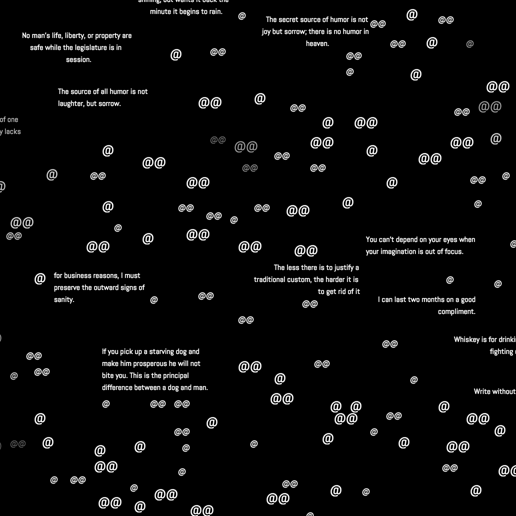 shining, but wants it back the
minute it begins to rain.
The secret source of humor is not
joy but sorrow; there is no humor in
heaven.
No man's life, liberty, or property are
safe while the legislature is in
session.
The source of all humor is not
laughter, but sorrow.
of one
lacks
You can't depend on your eyes when
your imagination is out of focus.
The less there is to justify a
traditional custom, the harder it is
to get rid of it
for business reasons, I must
preserve the outward signs of
sanity.
I can last two months on a good
compliment.
Whiskey is for
fighting
If you pick up a starving dog and
make him prosperous he will not
bite you. This is the principal
difference between a dog and man.
Write without